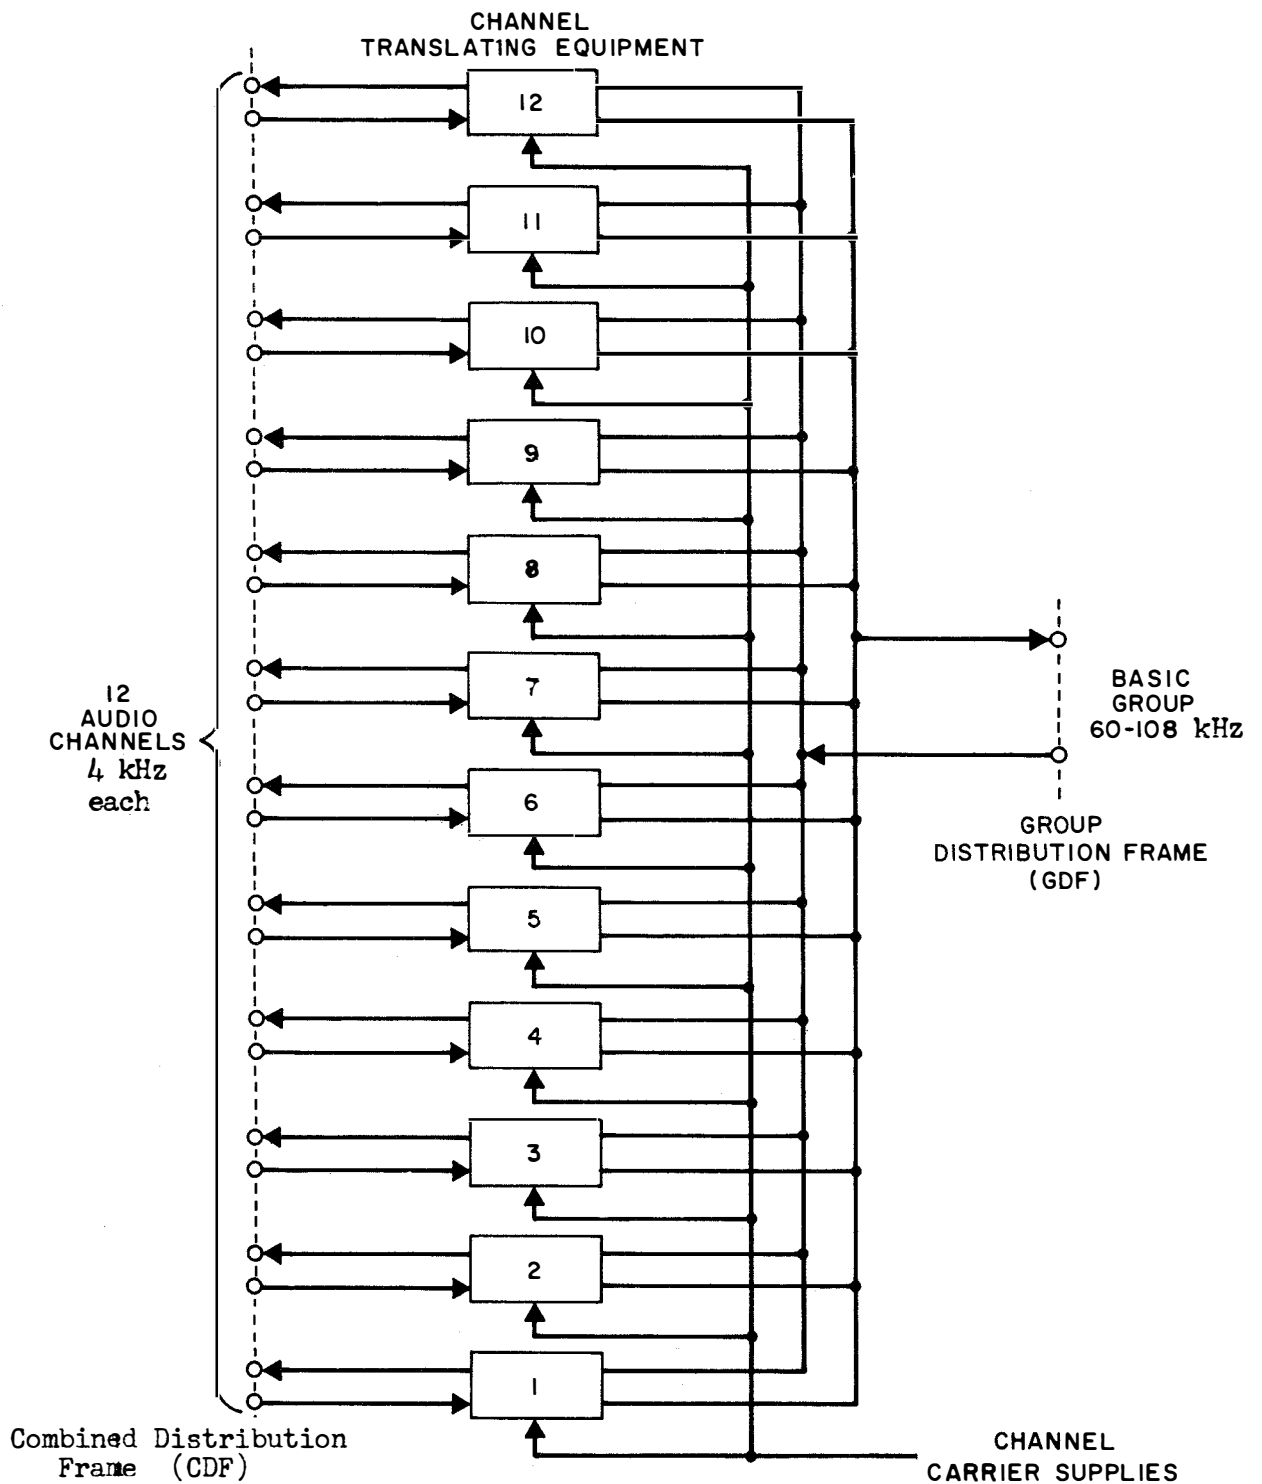 CHANNEL
TRANSLATING EQUIPMENT
12
11
10
9
8
7
6
5
4
3
2
1
12
AUDIO
CHANNELS
4 kHz
each
BASIC
GROUP
60-108 kHz
GROUP
DISTRIBUTION FRAME
(GDF)
Combined Distribution
Frame (CDF)
CHANNEL
CARRIER SUPPLIES